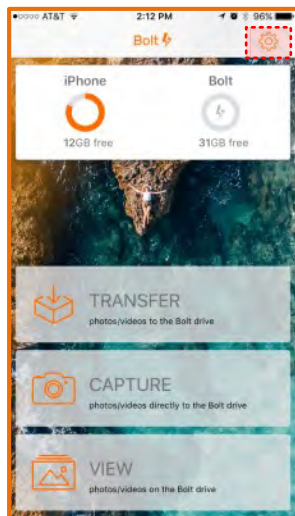 AT&T 2:12 PM 96%
Bolt
iPhone Bolt
12GB free 31GB free
TRANSFER
photos/videos to the Bolt drive
CAPTURE
photos/videos directly to the Bolt drive
VIEW
photos/videos on the Bolt drive